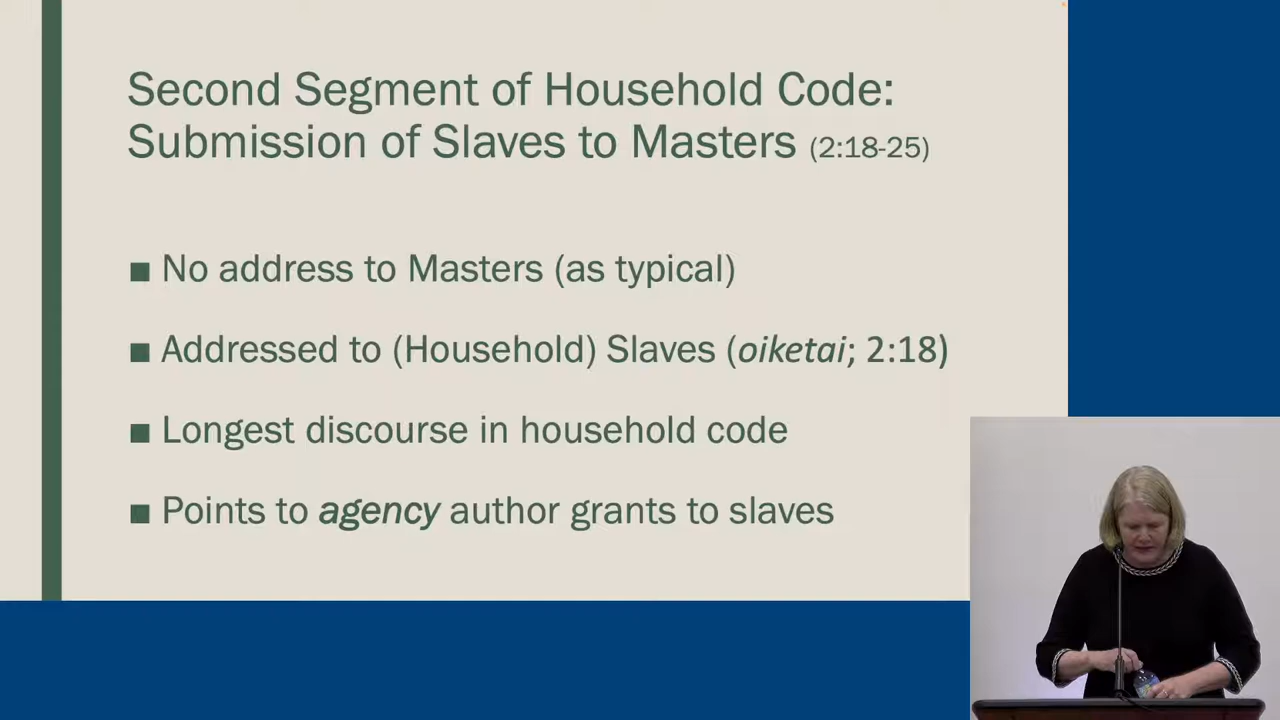 Second Segment of Household Code:
Submission of Slaves to Masters (2:18-25)
■ No address to Masters (as typical)
■ Addressed to (Household) Slaves (oiketai; 2:18)
■ Longest discourse in household code
■ Points to agency author grants to slaves